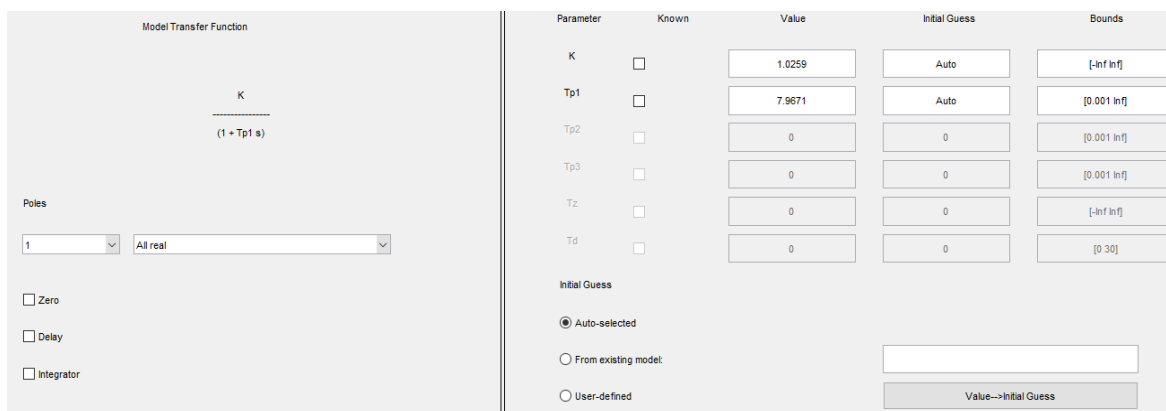 Model Transfer Function
K
----------------
(1 + Tp1 s)
Poles
1 All real
Zero
Delay
Integrator
Parameter Known Value Initial Guess Bounds
K 1.0259 Auto [-Inf Inf]
Tp1 7.9671 Auto [0.001 Inf]
Tp2 0 0 [0.001 Inf]
Tp3 0 0 [0.001 Inf]
Tz 0 0 [-Inf Inf]
Td 0 0 [0 30]
Initial Guess
Auto-selected
From existing model:
User-defined Value-->Initial Guess